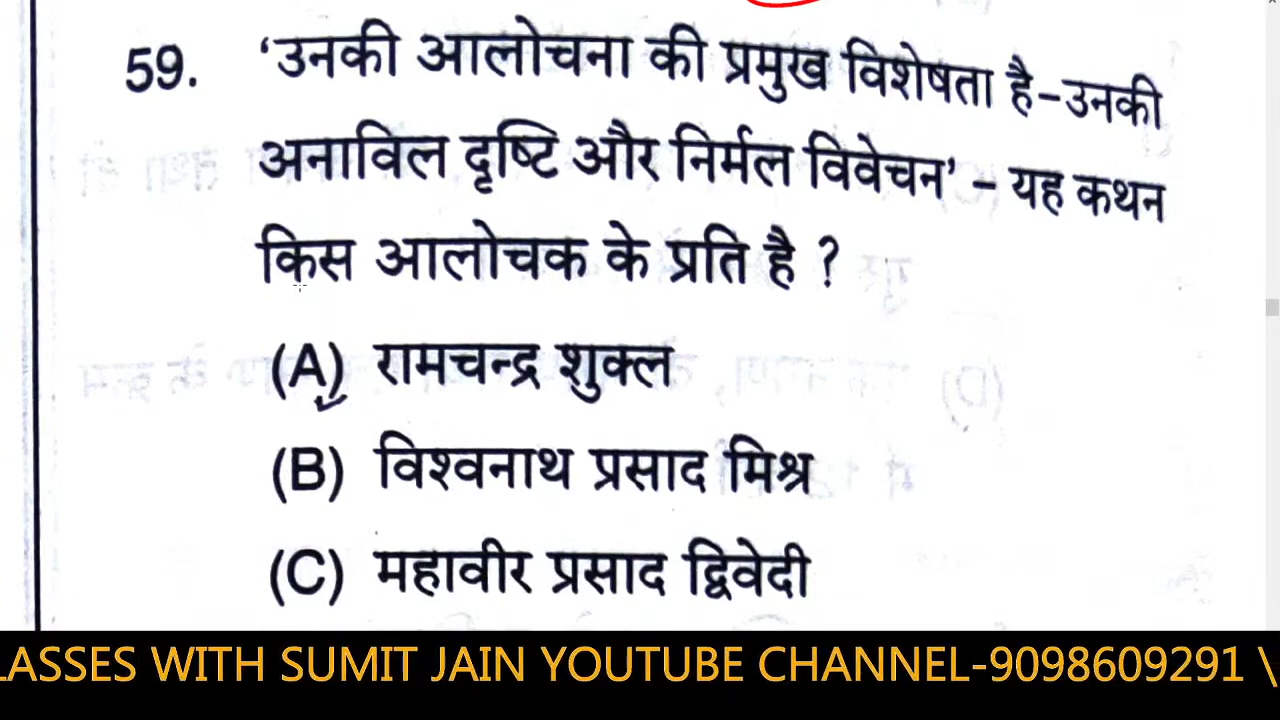 59. ‘उनकी आलोचना की प्रमुख विशेषता है–उनकी
अनाविल दृष्टि और निर्मल विवेचन’ – यह कथन
किस आलोचक के प्रति है ?
(A) रामचन्द्र शुक्ल
(B) विश्वनाथ प्रसाद मिश्र
(C) महावीर प्रसाद द्विवेदी
LASSES WITH SUMIT JAIN YOUTUBE CHANNEL-9098609291 \